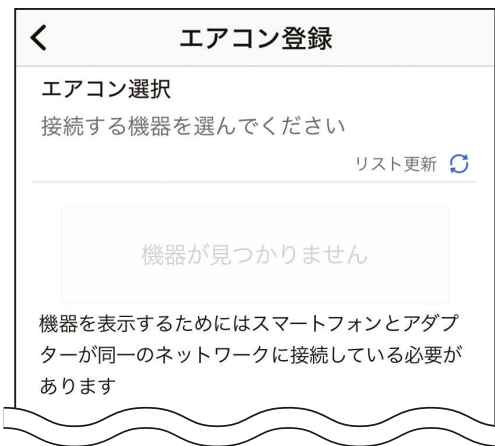 エアコン登録
エアコン選択
接続する機器を選んでください
リスト更新
機器が見つかりません
機器を表示するためにはスマートフォンとアダプ
ターが同一のネットワークに接続している必要が
あります